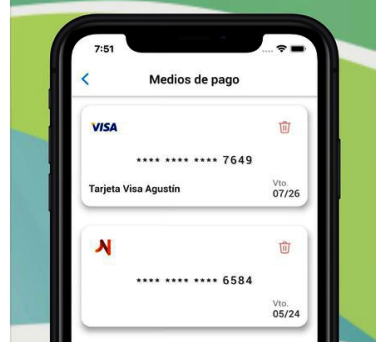 7:51
Medios de pago
VISA
**** **** **** 7649
Tarjeta Visa Agustín
Vto.
07/26
N
**** **** **** 6584
Vto.
05/24